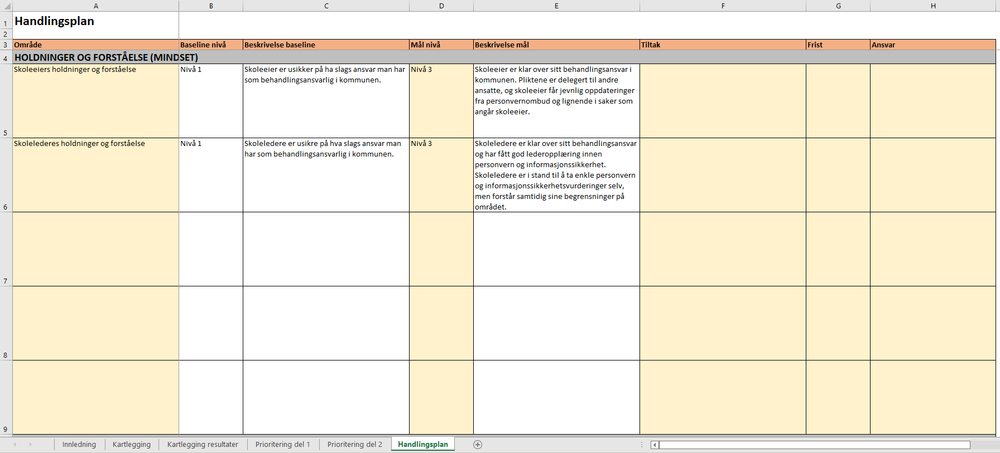 A B C D E F G H
1 Handlingsplan
2
3 Område Baseline nivå Beskrivelse baseline Mål nivå Beskrivelse mål Tiltak Frist Ansvar
4 HOLDNINGER OG FORSTÅELSE (MINDSET)
Skoleeiers holdninger og forståelse
Nivå 1
Skoleeier er usikker på ha slags ansvar man har
som behandlingsansvarlig i kommunen.
Nivå 3
Skoleeier er klar over sitt behandlingsansvar i
kommunen. Pliktene er delegert til andre
ansatte, og skoleeier får jevnlig oppdateringer
fra personvernombud og lignende i saker som
angår skoleeier.
5
Skolelederes holdninger og forståelse
Nivå 1
Skoleledere er usikre på hva slags ansvar man
har som behandlingsansvarlig i kommunen.
Nivå 3
Skoleledere er klar over sitt behandlingsansvar
og har fått god lederopplæring innen
personvern og informasjonssikkerhet.
Skoleledere er i stand til å ta enkle personvern
og informasjonssikkerhetsvurderinger selv,
men forstår samtidig sine begrensninger på
området.
6
7
8
9
Innledning Kartlegging Kartlegging resultater Prioritering del 1 Prioritering del 2 Handlingsplan